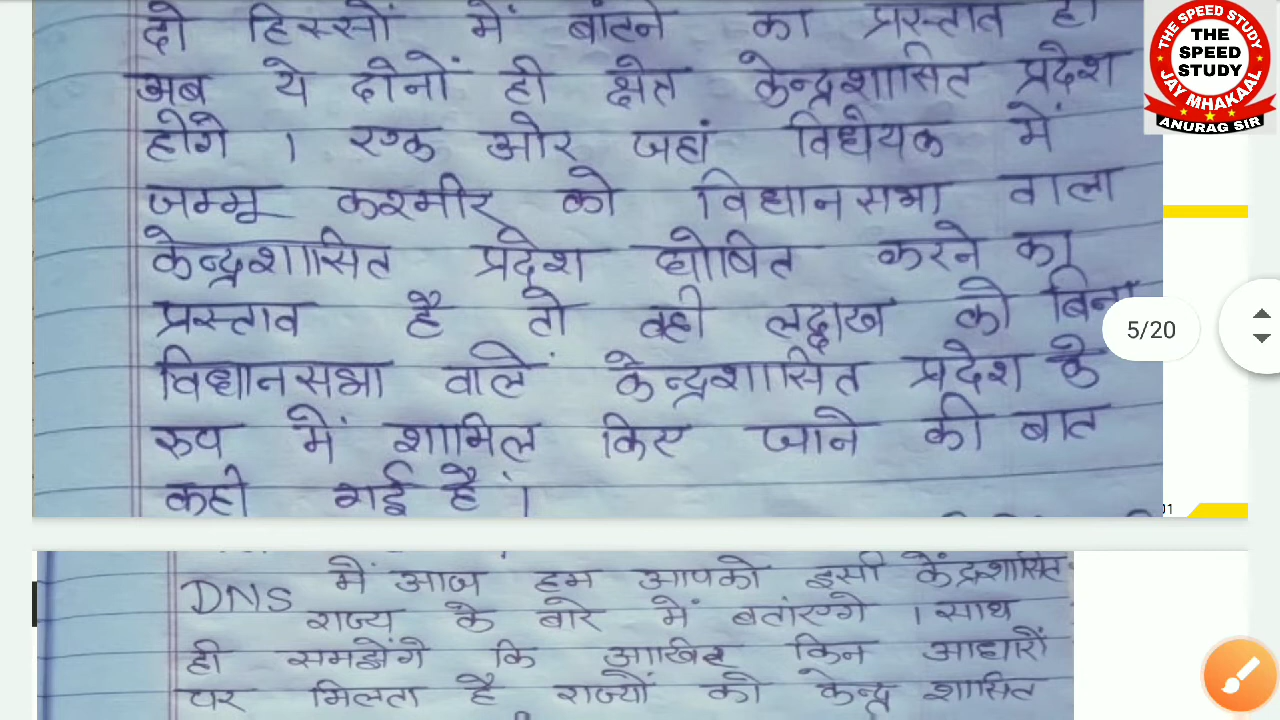 दो हिस्सों में बांटने का प्रस्ताव है।
अब ये दोनों ही क्षेत्र केन्द्रशासित प्रदेश
होगे । एक ओर जहां विधेयक में
जम्मू कश्मीर को विधानसभा वाला
केन्द्रशासित प्रदेश घोषित करने का
प्रस्ताव है तो वही लद्दाख को बिना
विधानसभा वाले केन्द्रशासित प्रदेश के
रूप में शामिल किए जाने की बात
कही गई है ।
DNS में आज हम आपको इसी केंद्रशासित
राज्य के बारे में बताएंगे । साथ
ही समझेंगे कि आखिर किन आधारों
पर मिलता है राज्यों को केन्द्र शासित
THE SPEED STUDY
THE
SPEED
STUDY
JAY MHAKAAL
ANURAG SIR
5/20
01